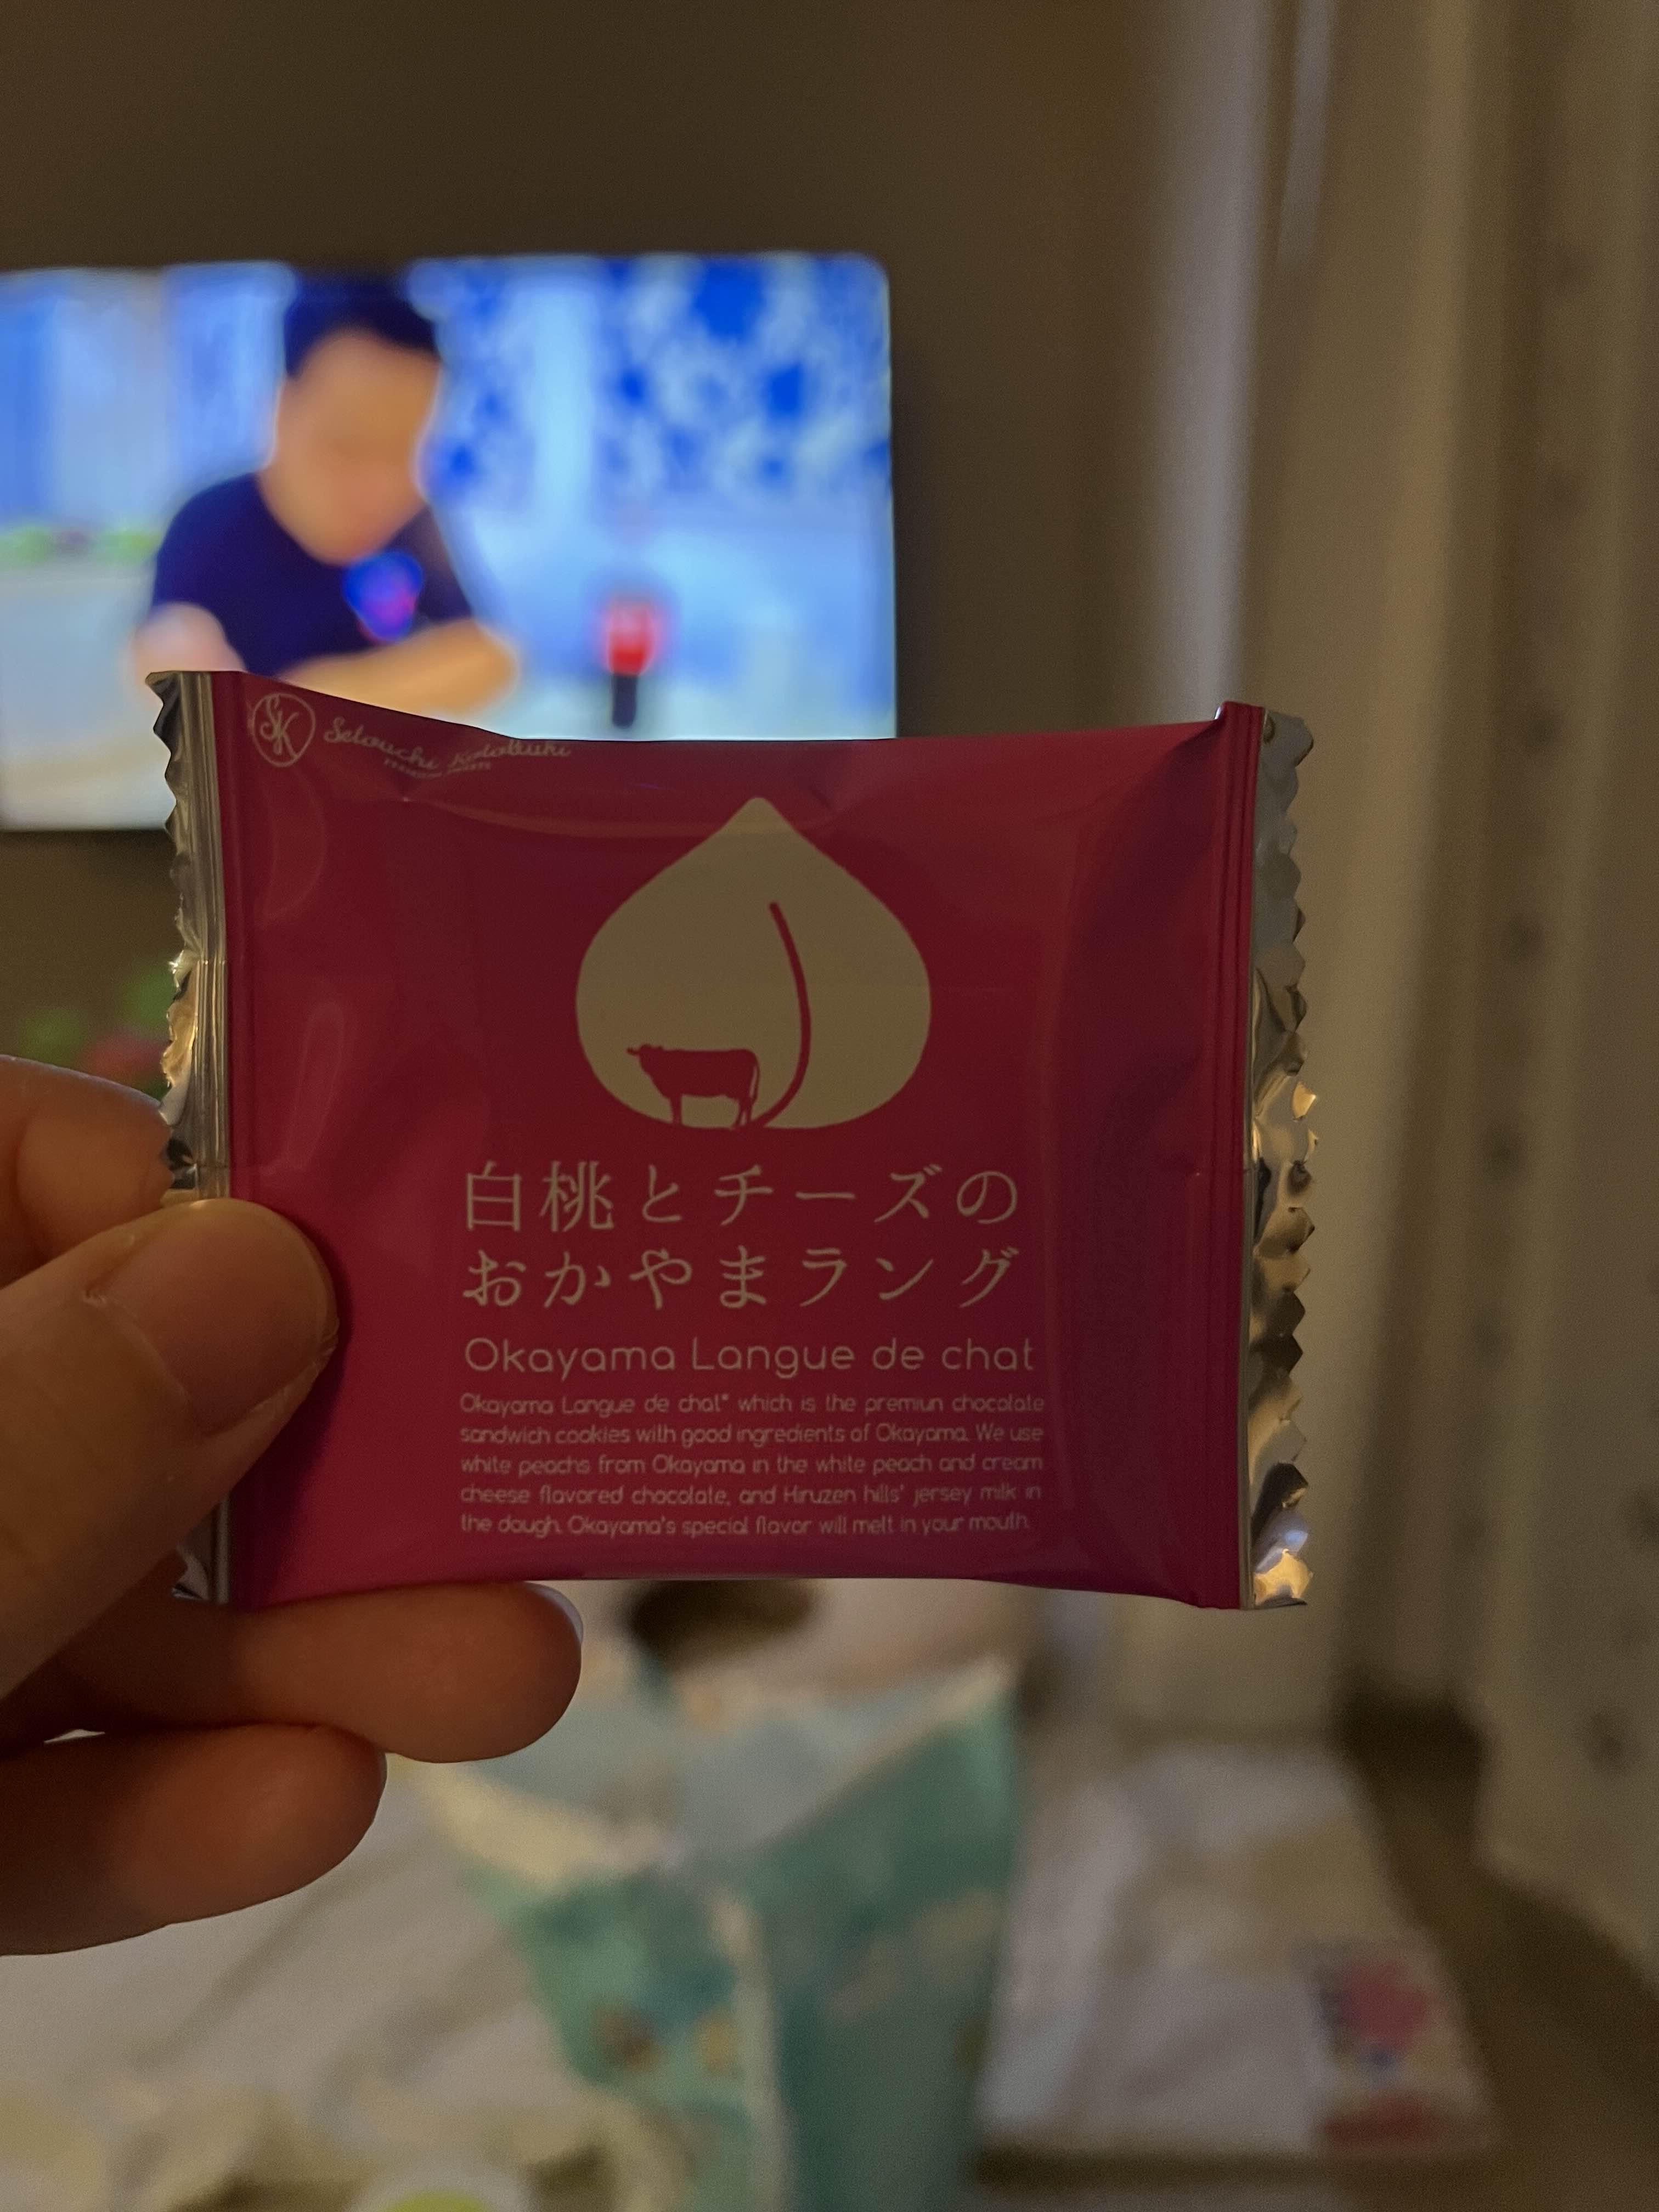 SK Setouchi Kotobuki
白桃とチーズの
おかやまラング
Okayama Langue de chat
Okayama Langue de chat" which is the premiun chocolate
sandwich cookies with good ingredients of Okayama. We use
white peachs from Okayama in the white peach and cream
cheese flavored chocolate, and Hiruzen hills' jersey milk in
the dough. Okayama's special flavor will melt in your mouth.